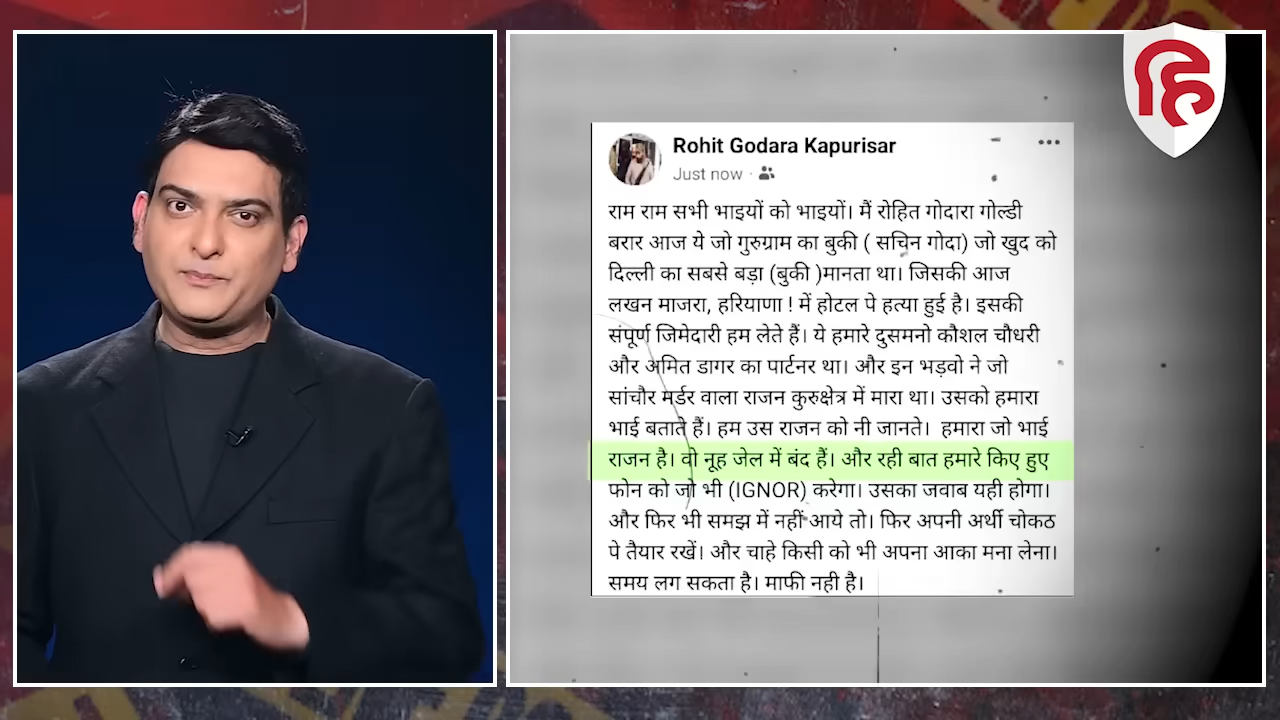 हि
Rohit Godara Kapurisar
Just now ·
राम राम सभी भाइयों को भाइयों। मैं रोहित गोदारा गोल्डी
बरार आज ये जो गुरुग्राम का बुकी ( सचिन गोदा) जो खुद को
दिल्ली का सबसे बड़ा (बुकी )मानता था। जिसकी आज
लखन माजरा, हरियाणा ! में होटल पे हत्या हुई है। इसकी
संपूर्ण जिमेदारी हम लेते हैं। ये हमारे दुसमनो कौशल चौधरी
और अमित डागर का पार्टनर था। और इन भड़वो ने जो
सांचौर मर्डर वाला राजन कुरुक्षेत्र में मारा था। उसको हमारा
भाई बताते हैं। हम उस राजन को नी जानते। हमारा जो भाई
राजन है। वो नूह जेल में बंद हैं। और रही बात हमारे किए हुए
फोन को जो भी (IGNOR) करेगा। उसका जवाब यही होगा।
और फिर भी समझ में नहीं आये तो। फिर अपनी अर्थी चोकठ
पे तैयार रखें। और चाहे किसी को भी अपना आका मना लेना।
समय लग सकता है। माफी नही है।